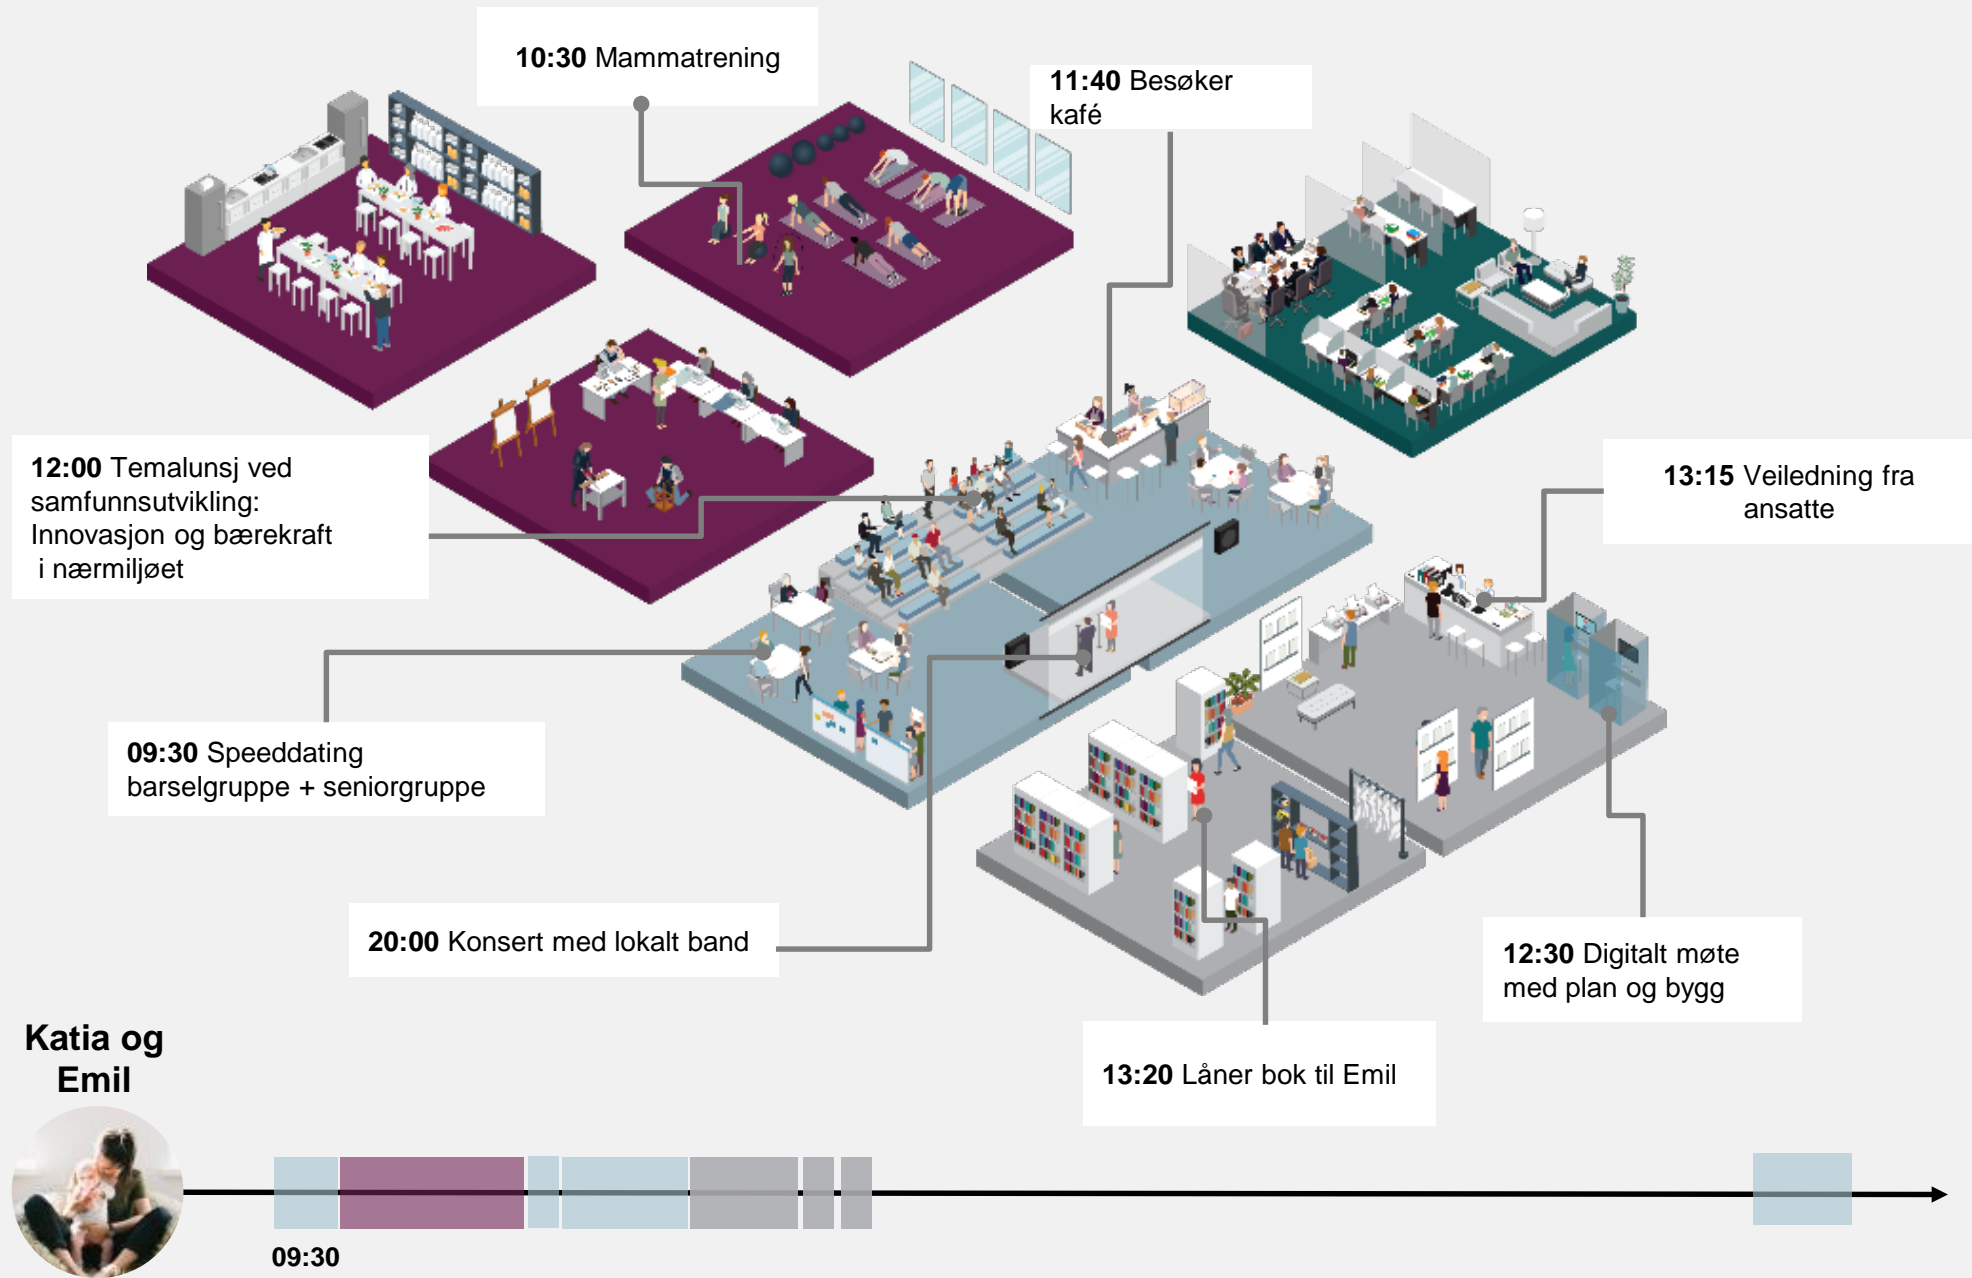 10:30 Mammatrening
11:40 Besøker
kafé
12:00 Temalunsj ved
samfunnsutvikling:
Innovasjon og bærekraft
i nærmiljøet
13:15 Veiledning fra
ansatte
09:30 Speeddating
barselgruppe + seniorgruppe
20:00 Konsert med lokalt band
12:30 Digitalt møte
med plan og bygg
13:20 Låner bok til Emil
Katia og
Emil
09:30